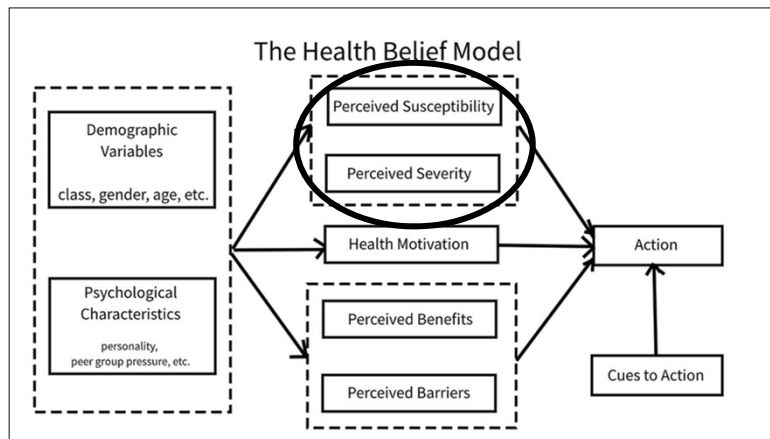 The Health Belief Model
Demographic
Variables
class, gender, age, etc.
Psychological
Characteristics
personality,
peer group pressure, etc.
Perceived Susceptibility
Perceived Severity
Health Motivation
Perceived Benefits
Perceived Barriers
Action
Cues to Action